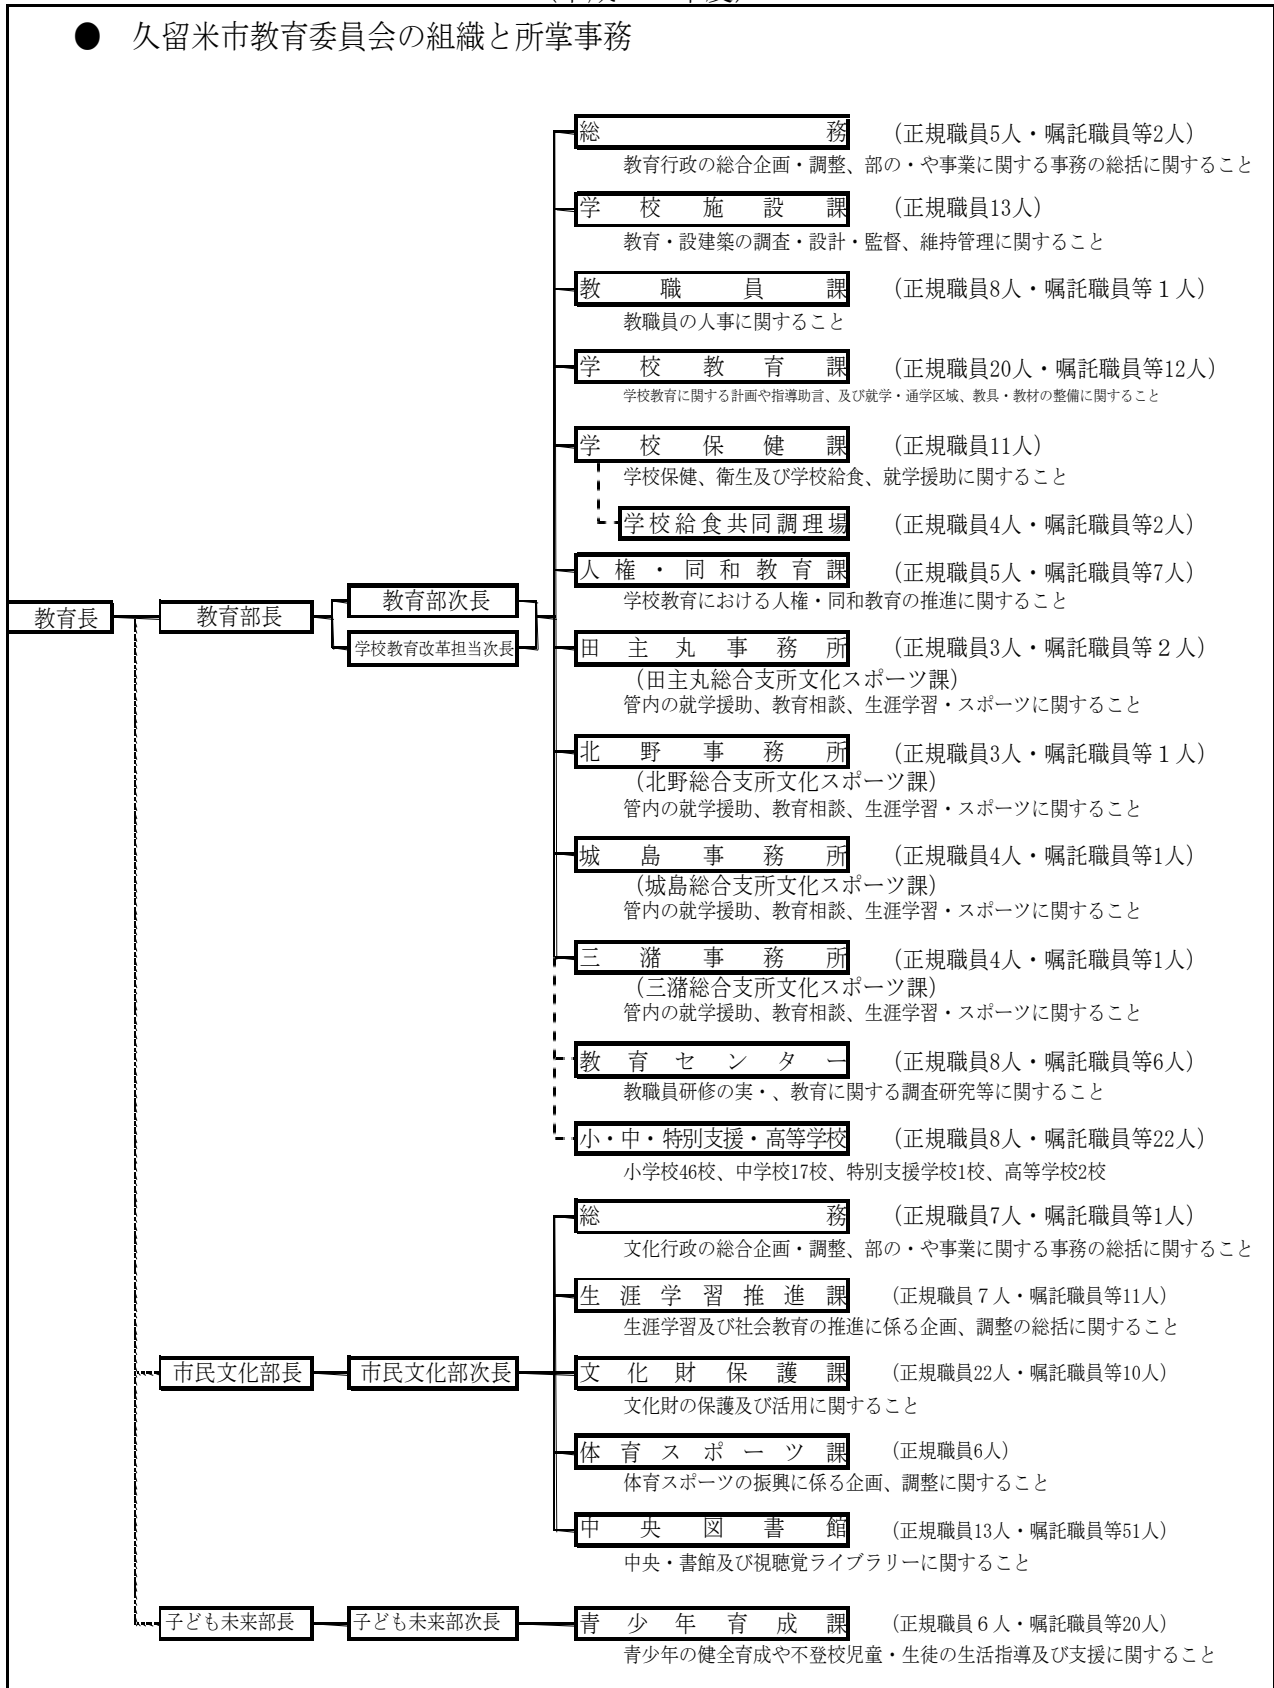 ● 久留米市教育委員会の組織と所掌事務
総務 (正規職員5人・嘱託職員等2人)
教育行政の総合企画・調整、部の・や事業に関する事務の総括に関すること
学校施設課 (正規職員13人)
教育・設建築の調査・設計・監督、維持管理に関すること
教職員課 (正規職員8人・嘱託職員等１人)
教職員の人事に関すること
学校教育課 (正規職員20人・嘱託職員等12人)
学校教育に関する計画や指導助言、及び就学・通学区域、教具・教材の整備に関すること
学校保健課 (正規職員11人)
学校保健、衛生及び学校給食、就学援助に関すること
学校給食共同調理場 (正規職員4人・嘱託職員等2人)
人権・同和教育課 (正規職員5人・嘱託職員等7人)
学校教育における人権・同和教育の推進に関すること
教育長
教育部長
教育部次長
学校教育改革担当次長
田主丸事務所 (正規職員3人・嘱託職員等２人)
(田主丸総合支所文化スポーツ課)
管内の就学援助、教育相談、生涯学習・スポーツに関すること
北野事務所 (正規職員3人・嘱託職員等１人)
(北野総合支所文化スポーツ課)
管内の就学援助、教育相談、生涯学習・スポーツに関すること
城島事務所 (正規職員4人・嘱託職員等1人)
(城島総合支所文化スポーツ課)
管内の就学援助、教育相談、生涯学習・スポーツに関すること
三潴事務所 (正規職員4人・嘱託職員等1人)
(三潴総合支所文化スポーツ課)
管内の就学援助、教育相談、生涯学習・スポーツに関すること
教育センター (正規職員8人・嘱託職員等6人)
教職員研修の実・、教育に関する調査研究等に関すること
小・中・特別支援・高等学校 (正規職員8人・嘱託職員等22人)
小学校46校、中学校17校、特別支援学校1校、高等学校2校
総務 (正規職員7人・嘱託職員等1人)
文化行政の総合企画・調整、部の・や事業に関する事務の総括に関すること
生涯学習推進課 (正規職員７人・嘱託職員等11人)
生涯学習及び社会教育の推進に係る企画、調整の総括に関すること
市民文化部長
市民文化部次長
文化財保護課 (正規職員22人・嘱託職員等10人)
文化財の保護及び活用に関すること
体育スポーツ課 (正規職員6人)
体育スポーツの振興に係る企画、調整に関すること
中央図書館 (正規職員13人・嘱託職員等51人)
中央・書館及び視聴覚ライブラリーに関すること
子ども未来部長
子ども未来部次長
青少年育成課 (正規職員６人・嘱託職員等20人)
青少年の健全育成や不登校児童・生徒の生活指導及び支援に関すること